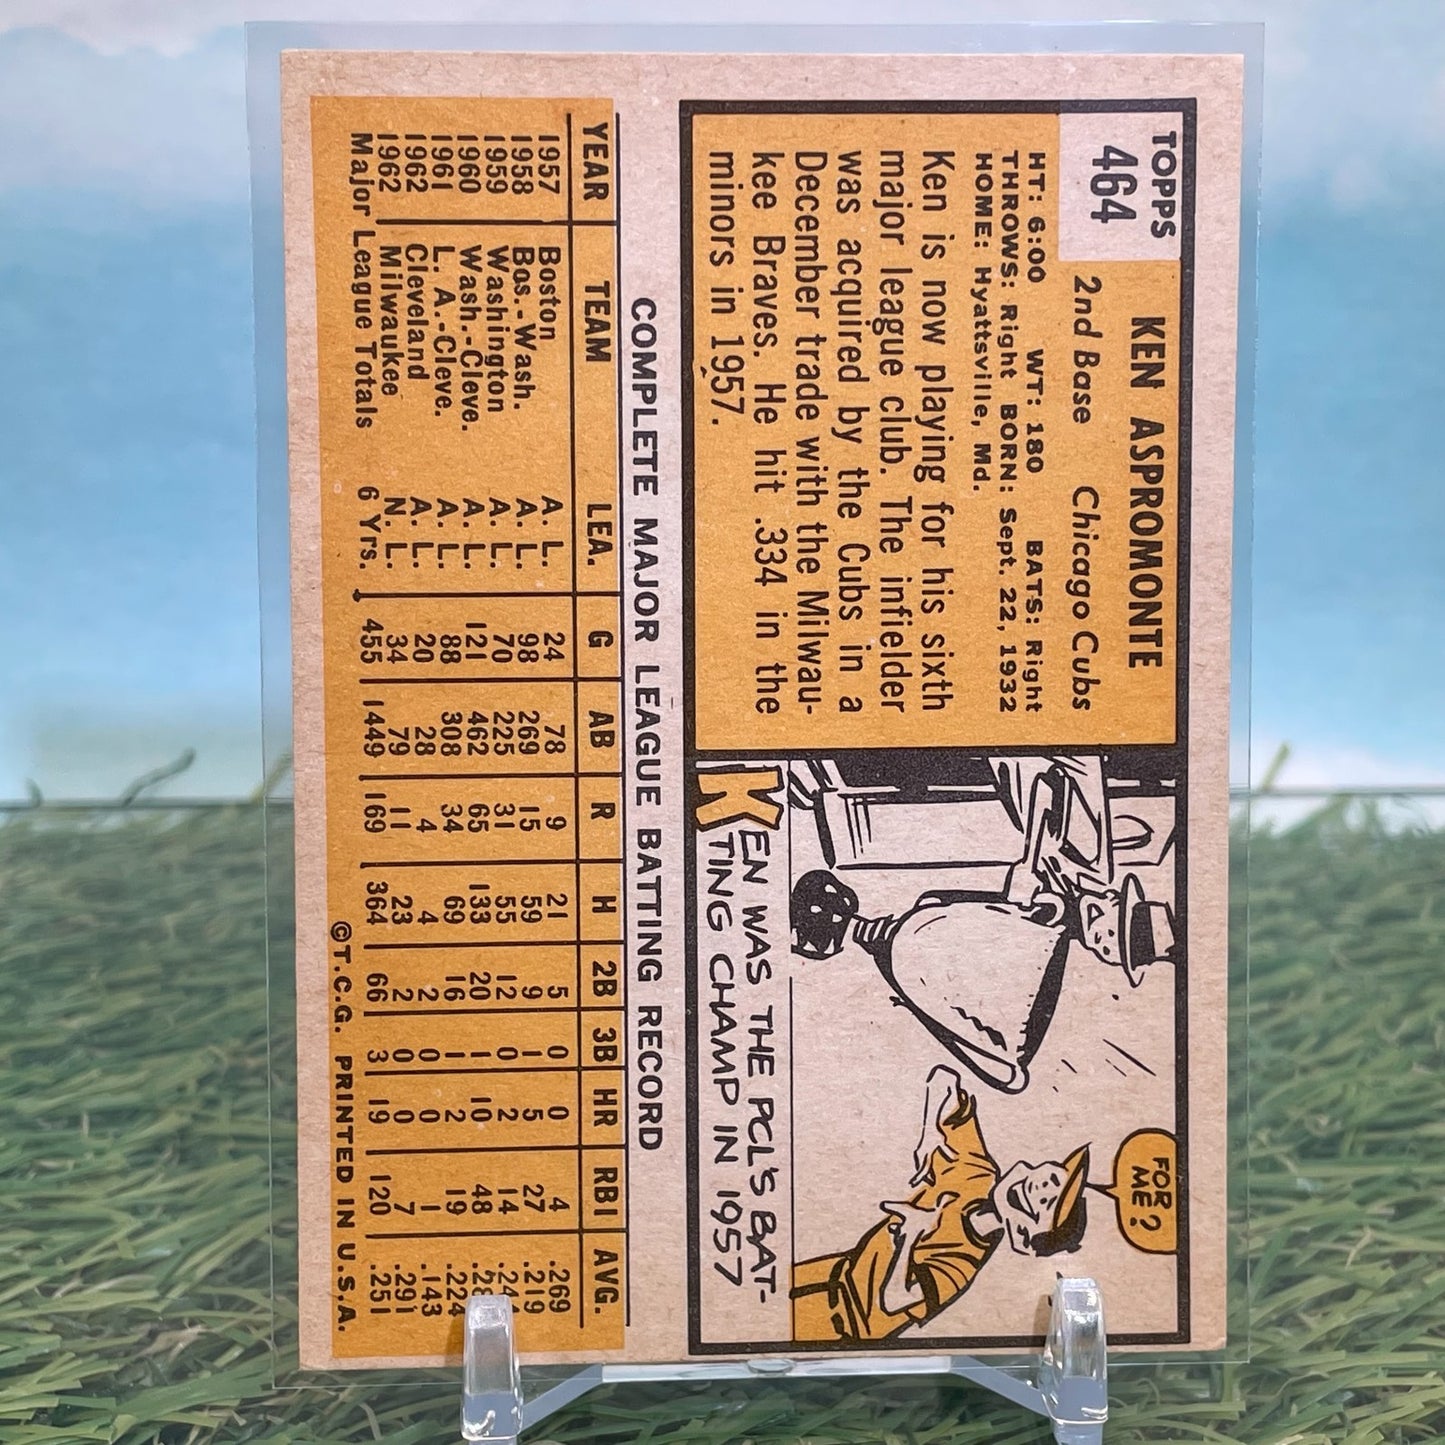 TOPPS
464
KEN ASPROMONTE
2nd Base Chicago Cubs
HT: 6:00 WT: 180 BATS: Right
THROWS: Right BORN: Sept. 22, 1932
HOME: Hyattsville, Md.
Ken is now playing for his sixth
major league club. The infielder
was acquired by the Cubs in a
December trade with the Milwau-
kee Braves. He hit .334 in the
minors in 1957.
FOR
ME?
KEN WAS THE PCL'S BAT-
TING CHAMP IN 1957
COMPLETE MAJOR LEAGUE BATTING RECORD
YEAR TEAM LEA. G AB R H 2B 3B HR RBI AVG.
1957 Boston A. L. 24 78 9 21 5 0 0 4 .269
1958 Bos.-Wash. A. L. 98 269 15 59 9 1 5 27 .219
1959 Washington A. L. 70 225 31 55 12 0 2 14 .24
1960 Wash.-Cleve. A. L. 121 462 65 133 20 1 10 48 .28
1961 L. A.-Cleve. A. L. 88 308 34 69 16 1 2 19 .224
1962 Cleveland A. L. 20 28 4 4 2 0 0 1 .143
1962 Milwaukee N. L. 34 79 11 23 2 0 0 7 .291
Major League Totals 6 Yrs. 455 1449 169 364 66 3 19 120 .251
©T.C.G. PRINTED IN U.S.A.